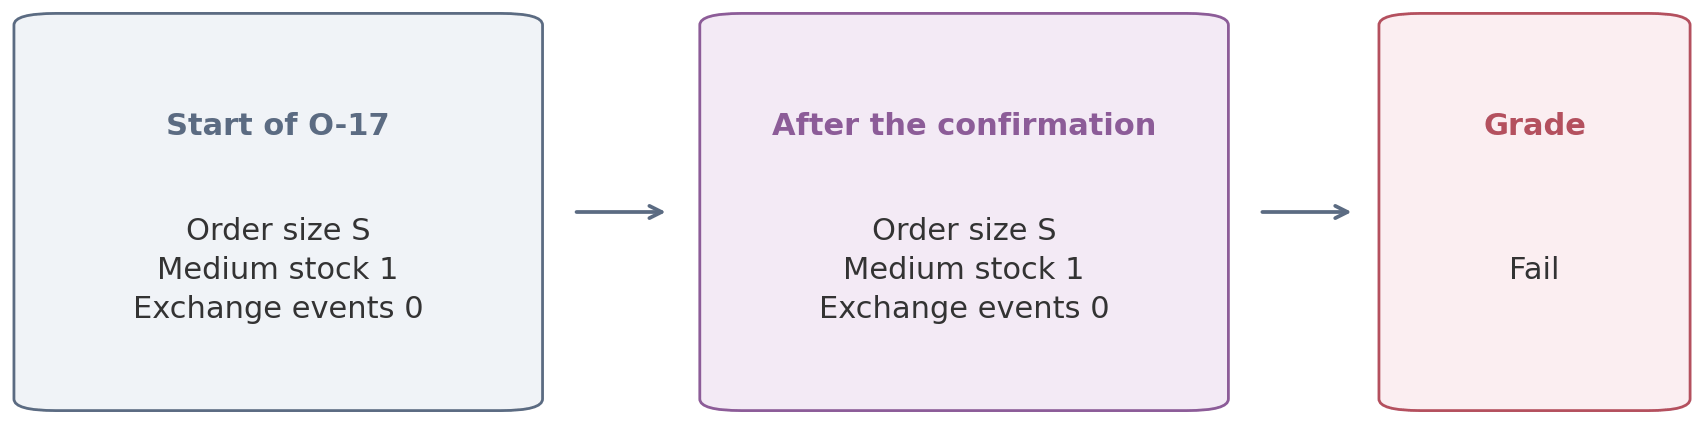 Start of O-17
Order size S
Medium stock 1
Exchange events 0
After the confirmation
Order size S
Medium stock 1
Exchange events 0
Grade
Fail